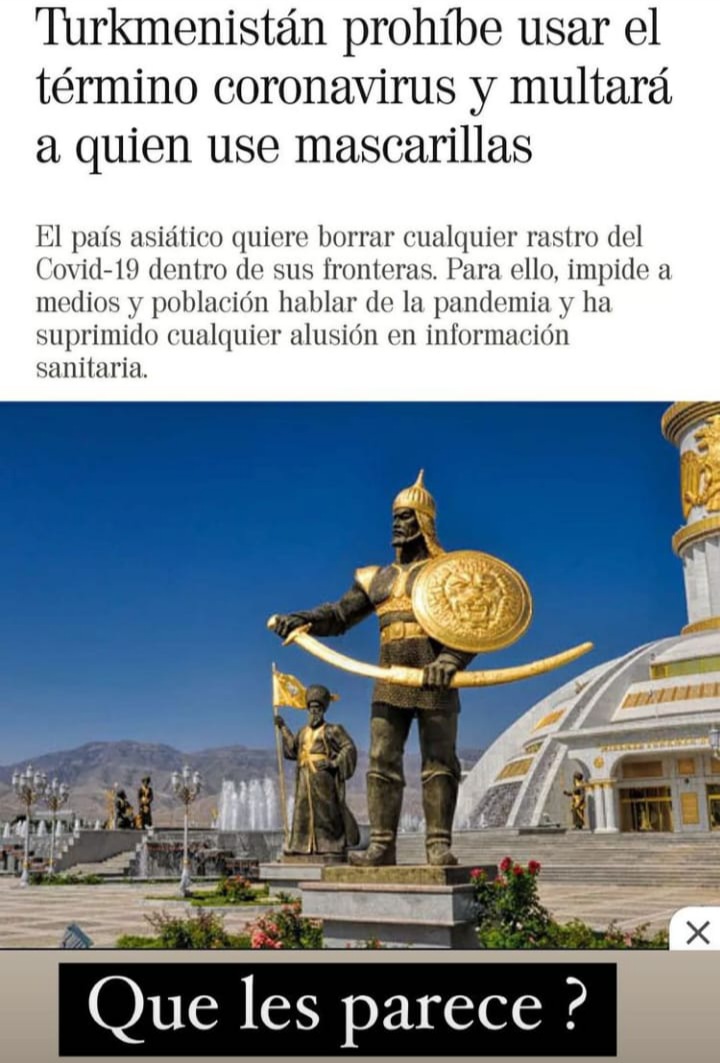 Turkmenistán prohíbe usar el
término coronavirus y multará
a quien use mascarillas
El país asiático quiere borrar cualquier rastro del
Covid-19 dentro de sus fronteras. Para ello, impide a
medios y población hablar de la pandemia y ha
suprimido cualquier alusión en información
sanitaria.
Que les parece ?